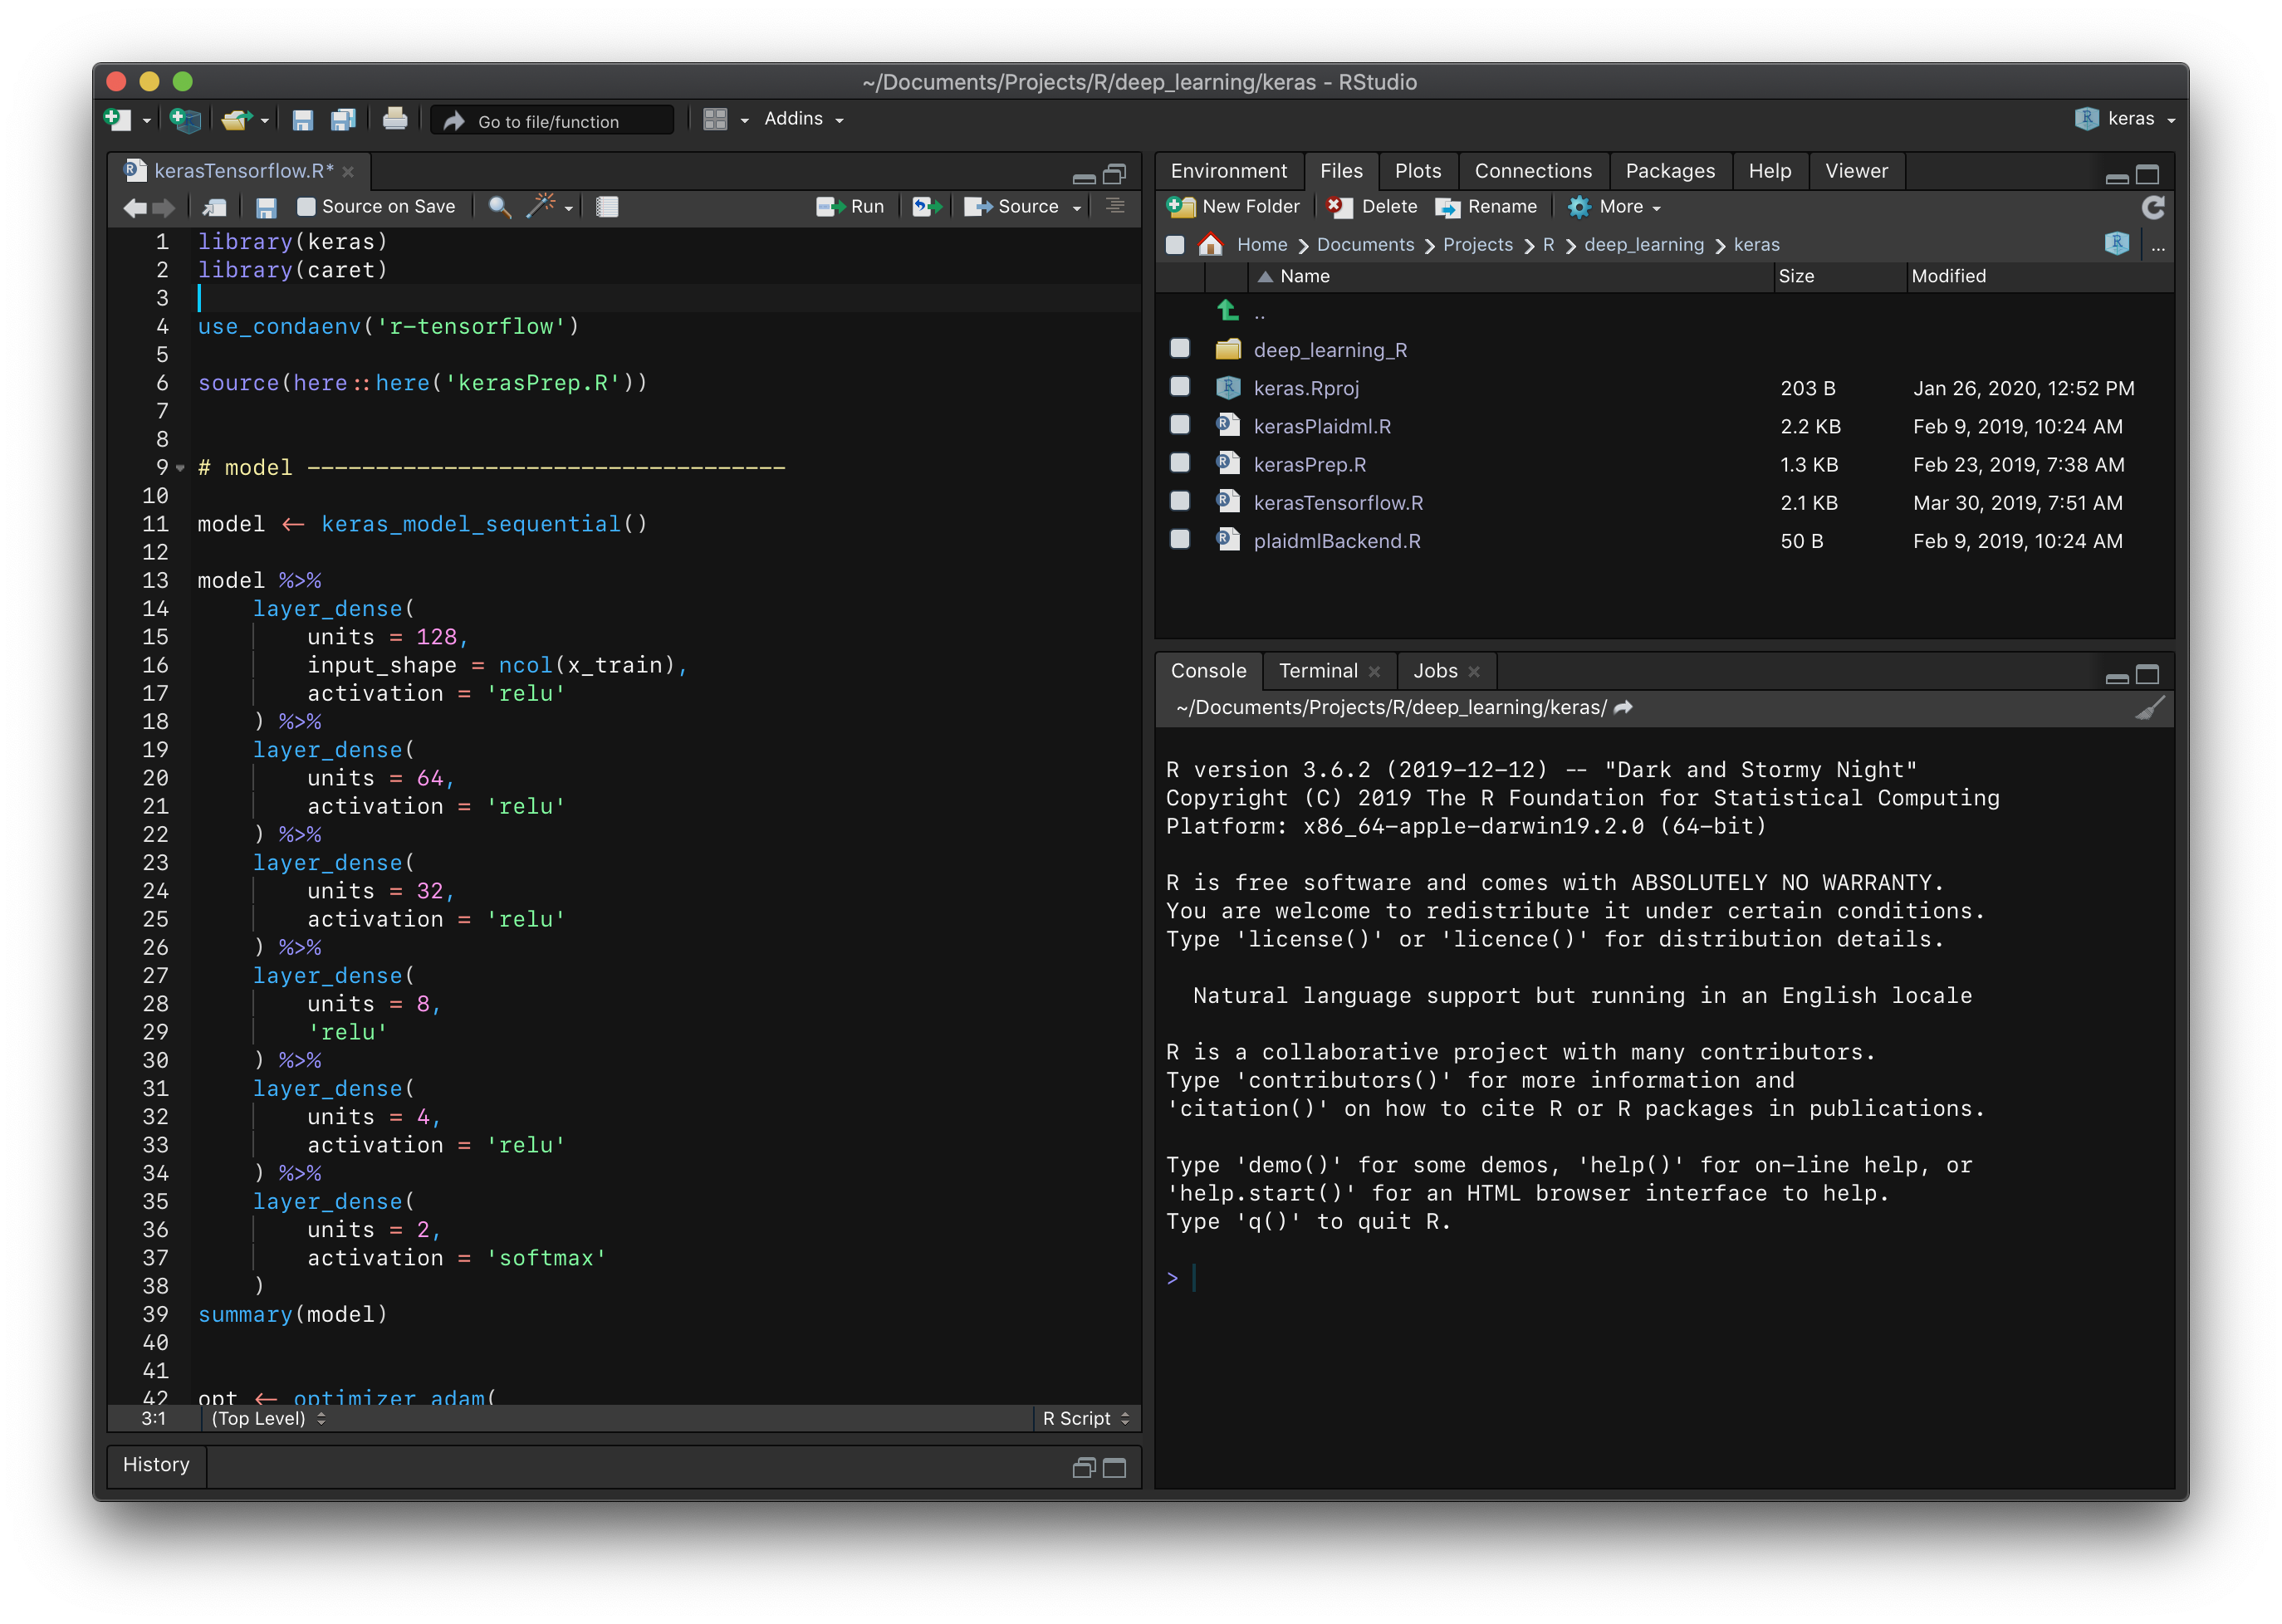 ~/Documents/Projects/R/deep_learning/keras - RStudio
Go to file/function
Addins
keras
kerasTensorflow.R*
Source on Save
Run
Source
1 library(keras)
2 library(caret)
3
4 use_condaenv('r-tensorflow')
5
6 source(here::here('kerasPrep.R'))
7
8
9 # model -----------------------------------
10
11 model <- keras_model_sequential()
12
13 model %>%
14 layer_dense(
15 units = 128,
16 input_shape = ncol(x_train),
17 activation = 'relu'
18 ) %>%
19 layer_dense(
20 units = 64,
21 activation = 'relu'
22 ) %>%
23 layer_dense(
24 units = 32,
25 activation = 'relu'
26 ) %>%
27 layer_dense(
28 units = 8,
29 'relu'
30 ) %>%
31 layer_dense(
32 units = 4,
33 activation = 'relu'
34 ) %>%
35 layer_dense(
36 units = 2,
37 activation = 'softmax'
38 )
39 summary(model)
40
41
42 opt <- optimizer_adam(
3:1 (Top Level) R Script
History
Environment Files Plots Connections Packages Help Viewer
New Folder Delete Rename More
Home > Documents > Projects > R > deep_learning > keras ...
Name Size Modified
..
deep_learning_R
keras.Rproj 203 B Jan 26, 2020, 12:52 PM
kerasPlaidml.R 2.2 KB Feb 9, 2019, 10:24 AM
kerasPrep.R 1.3 KB Feb 23, 2019, 7:38 AM
kerasTensorflow.R 2.1 KB Mar 30, 2019, 7:51 AM
plaidmlBackend.R 50 B Feb 9, 2019, 10:24 AM
Console Terminal Jobs
~/Documents/Projects/R/deep_learning/keras/
R version 3.6.2 (2019-12-12) -- "Dark and Stormy Night"
Copyright (C) 2019 The R Foundation for Statistical Computing
Platform: x86_64-apple-darwin19.2.0 (64-bit)
R is free software and comes with ABSOLUTELY NO WARRANTY.
You are welcome to redistribute it under certain conditions.
Type 'license()' or 'licence()' for distribution details.
Natural language support but running in an English locale
R is a collaborative project with many contributors.
Type 'contributors()' for more information and
'citation()' on how to cite R or R packages in publications.
Type 'demo()' for some demos, 'help()' for on-line help, or
'help.start()' for an HTML browser interface to help.
Type 'q()' to quit R.
>